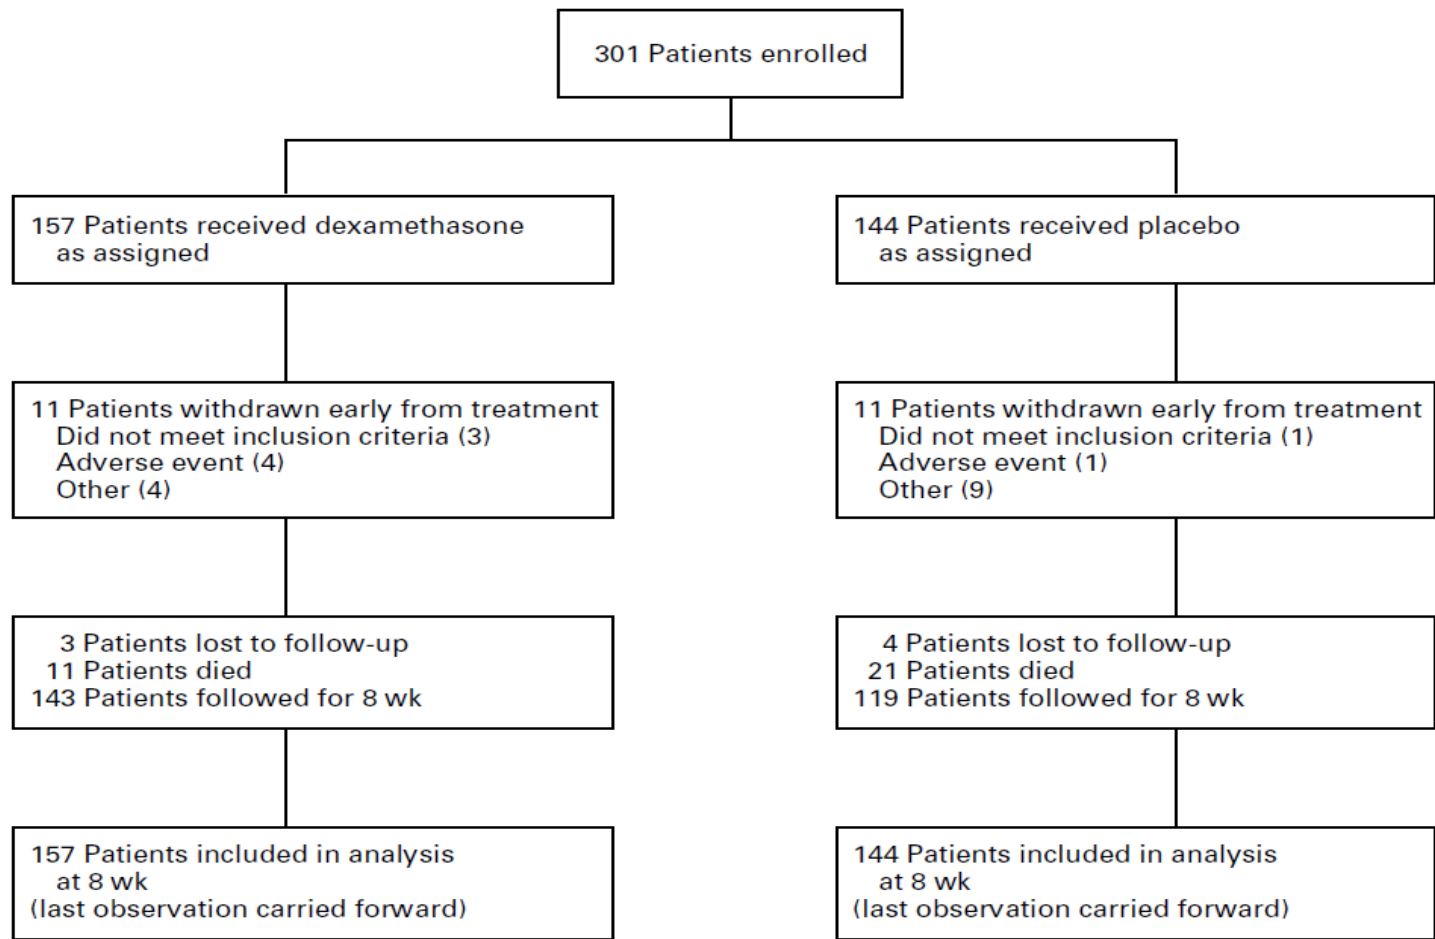 301 Patients enrolled
157 Patients received dexamethasone
as assigned
144 Patients received placebo
as assigned
11 Patients withdrawn early from treatment
Did not meet inclusion criteria (3)
Adverse event (4)
Other (4)
11 Patients withdrawn early from treatment
Did not meet inclusion criteria (1)
Adverse event (1)
Other (9)
3 Patients lost to follow-up
11 Patients died
143 Patients followed for 8 wk
4 Patients lost to follow-up
21 Patients died
119 Patients followed for 8 wk
157 Patients included in analysis
at 8 wk
(last observation carried forward)
144 Patients included in analysis
at 8 wk
(last observation carried forward)